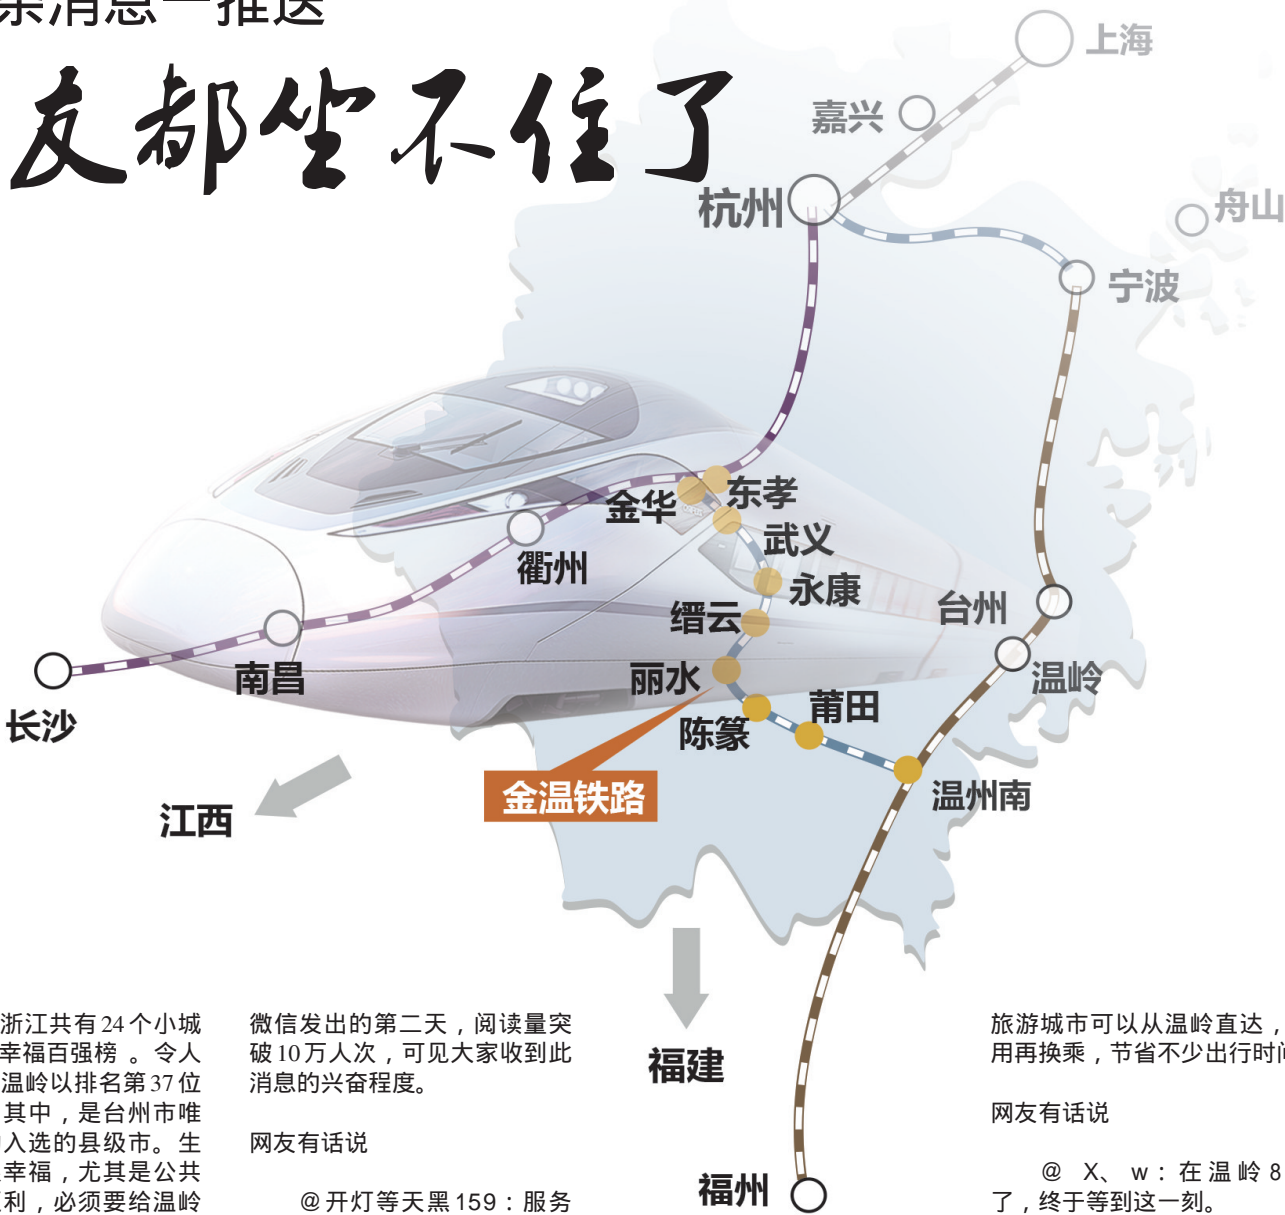 条消息一推送
友都坐不住了
上海
嘉兴
杭州
舟山
宁波
金华
东孝
武义
衢州
永康
缙云
台州
丽水
温岭
南昌
莆田
陈篆
长沙
温州南
金温铁路
江西
福建
福州
浙江共有24个小城
幸福百强榜 。令人
温岭以排名第37位
其中，是台州市唯
入选的县级市。生
幸福，尤其是公共
利，必须要给温岭
微信发出的第二天，阅读量突
破10万人次，可见大家收到此
消息的兴奋程度。
网友有话说
@开灯等天黑159：服务
旅游城市可以从温岭直达，
用再换乘，节省不少出行时间
网友有话说
@ X、 w：在温岭8
了，终于等到这一刻。